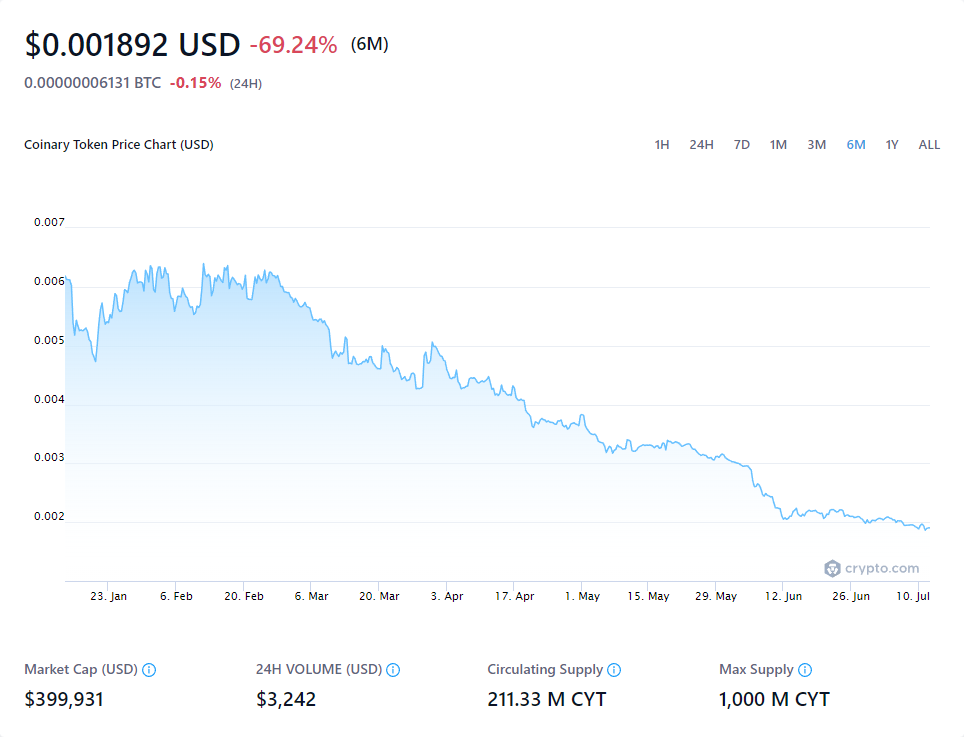 $0.001892 USD -69.24% (6M)
0.00000006131 BTC -0.15% (24H)
Coinary Token Price Chart (USD) 1H 24H 7D 1M 3M 6M 1Y ALL
0.007
0.006
0.005
0.004
0.003
0.002
crypto.com
23. Jan 6. Feb 20. Feb 6. Mar 20. Mar 3. Apr 17. Apr 1. May 15. May 29. May 12. Jun 26. Jun 10. Jul
Market Cap (USD) 24H VOLUME (USD) Circulating Supply Max Supply
$399,931 $3,242 211.33 M CYT 1,000 M CYT